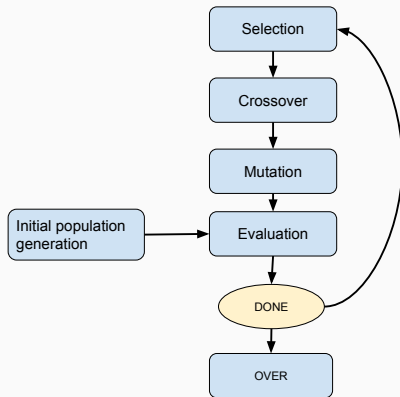 Selection
Crossover
Mutation
Initial population
generation
Evaluation
DONE
OVER